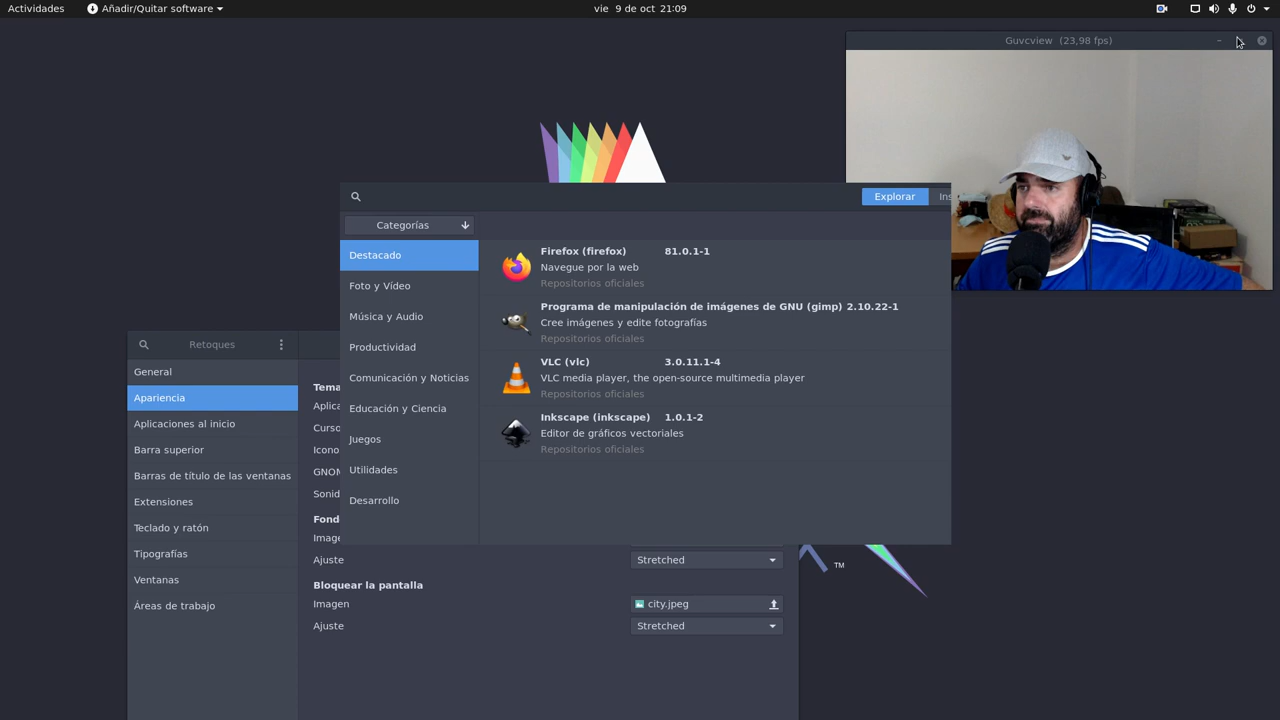 Actividades
Añadir/Quitar software
vie 9 de oct 21:09
Guvcview (23,98 fps)
Explorar
Categorías
Destacado
Foto y Vídeo
Música y Audio
Productividad
Comunicación y Noticias
Educación y Ciencia
Juegos
Utilidades
Desarrollo
Firefox (firefox) 81.0.1-1
Navegue por la web
Repositorios oficiales
Programa de manipulación de imágenes de GNU (gimp) 2.10.22-1
Cree imágenes y edite fotografías
Repositorios oficiales
VLC (vlc) 3.0.11.1-4
VLC media player, the open-source multimedia player
Repositorios oficiales
Inkscape (inkscape) 1.0.1-2
Editor de gráficos vectoriales
Repositorios oficiales
Retoques
General
Apariencia
Aplicaciones al inicio
Barra superior
Barras de título de las ventanas
Extensiones
Teclado y ratón
Tipografías
Ventanas
Áreas de trabajo
Tema
Ajuste Stretched
Bloquear la pantalla
Imagen city.jpeg
Ajuste Stretched
TM